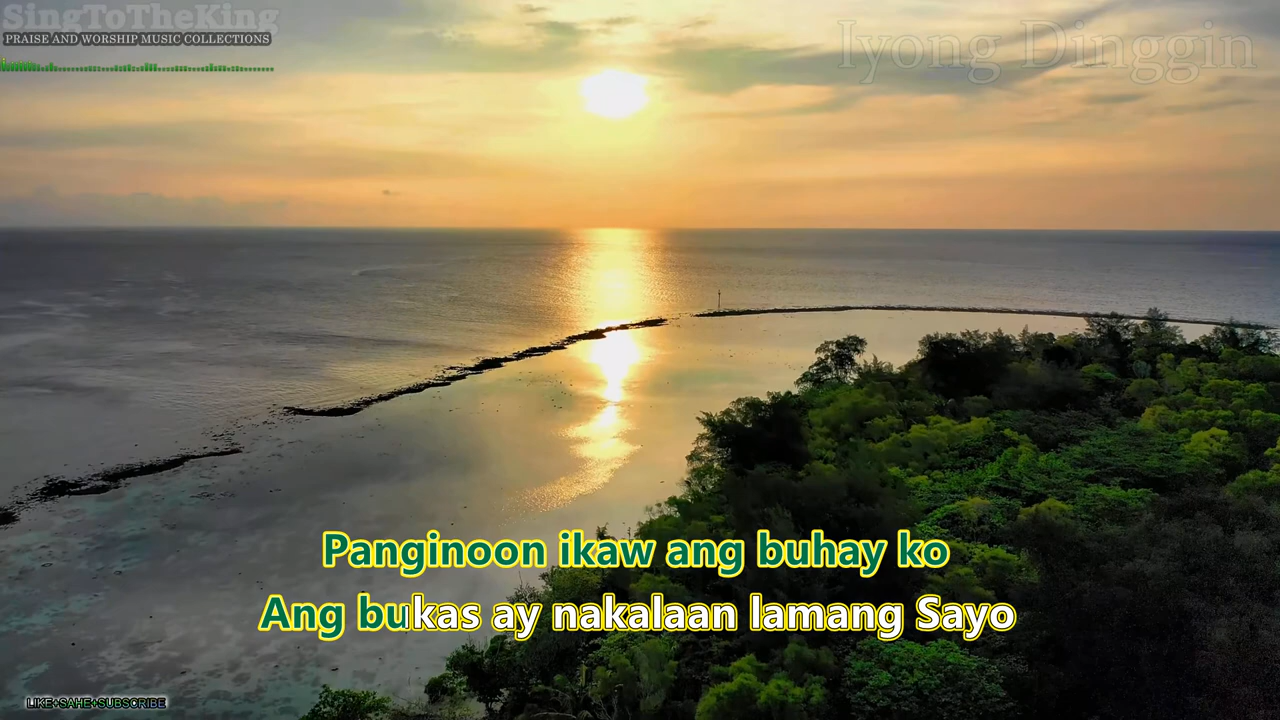 SingToTheKing
PRAISE AND WORSHIP MUSIC COLLECTIONS
Iyong Dinggin
Panginoon ikaw ang buhay ko
Ang bukas ay nakalaan lamang Sayo
LIKE+SAHE+SUBSCRIBE